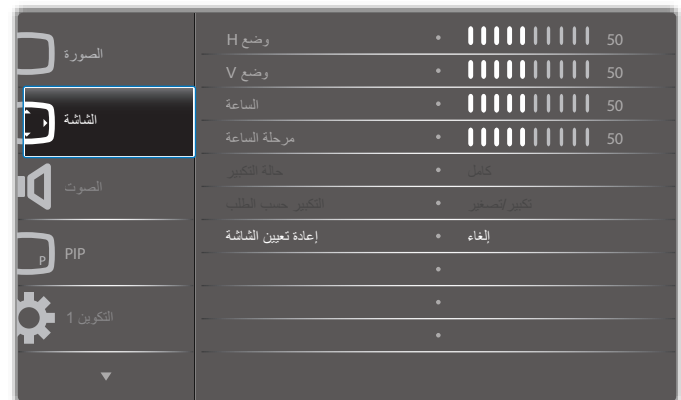 الصورة
الشاشة
الصوت
PIP
P
التكوين 1
وضع H • 50
وضع V • 50
الساعة • 50
مرحلة الساعة • 50
حالة التكبير • كامل
التكبير حسب الطلب • تكبير/تصغير
إعادة تعيين الشاشة • إلغاء